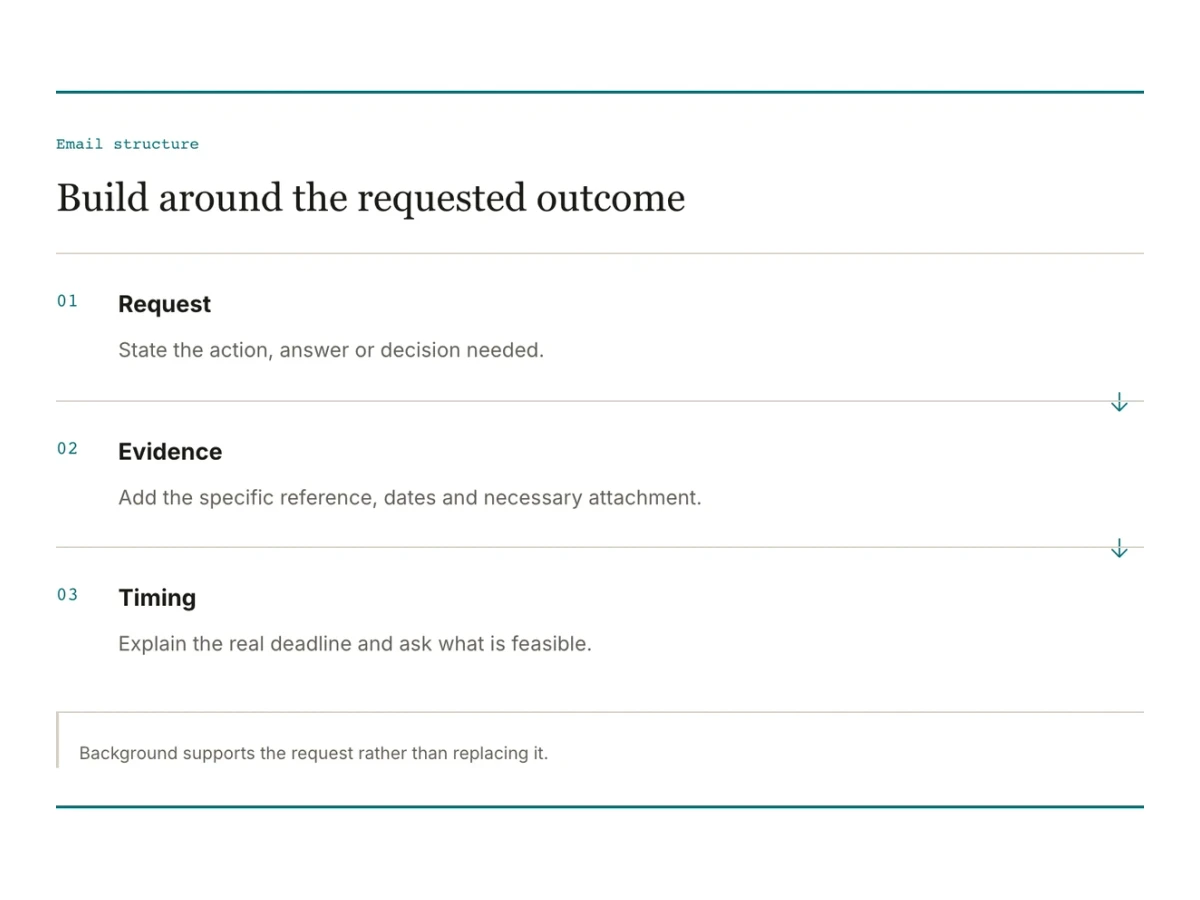 Email structure
Build around the requested outcome
01
Request
State the action, answer or decision needed.
02
Evidence
Add the specific reference, dates and necessary attachment.
03
Timing
Explain the real deadline and ask what is feasible.
Background supports the request rather than replacing it.